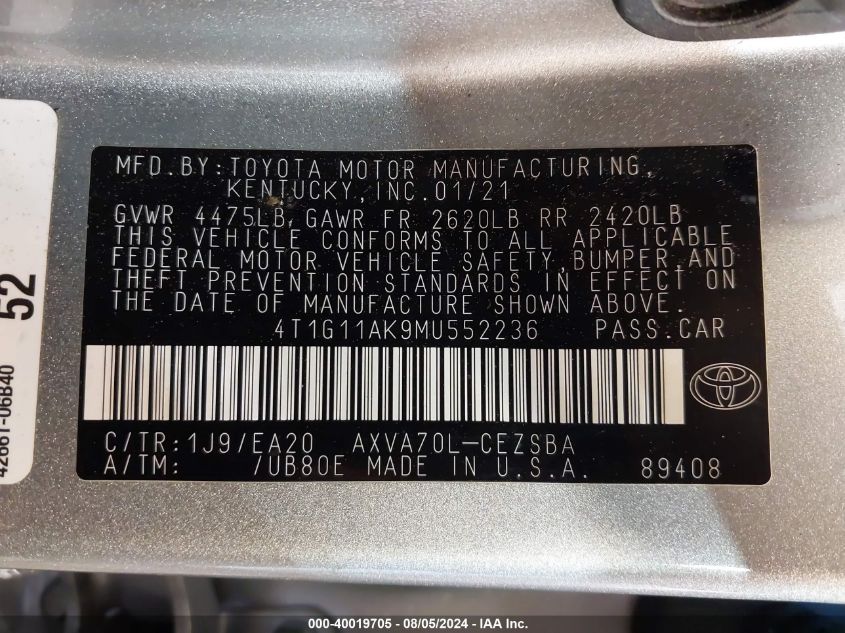 MFD.BY:TOYOTA MOTOR MANUFACTURING,
KENTUCKY,INC.01/21
GVWR 4475LB,GAWR FR 2620LB RR 2420LB
THIS VEHICLE CONFORMS TO ALL APPLICABLE
FEDERAL MOTOR VEHICLE SAFETY,BUMPER,AND
THEFT PREVENTION STANDARDS IN EFFECT ON
THE DATE OF MANUFACTURE SHOWN ABOVE.
4T1G11AK9MU552236 PASS.CAR
C/TR:1J9/EA20 AXVA70L-CEZSBA
A/TM: /UB80E MADE IN U.S.A. 89408
52
42661-06B40
000-40019705 - 08/05/2024 - IAA Inc.